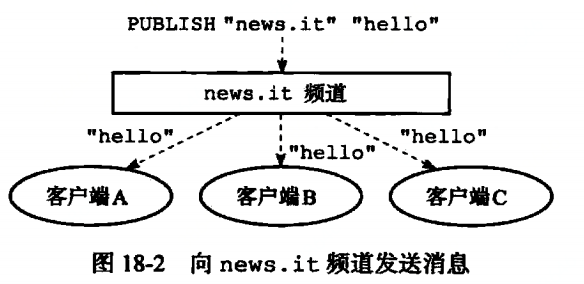 PUBLISH "news.it" "hello"
news.it 频道
"hello" "hello" "hello"
客户端A 客户端B 客户端C
图 18-2 向 news.it 频道发送消息